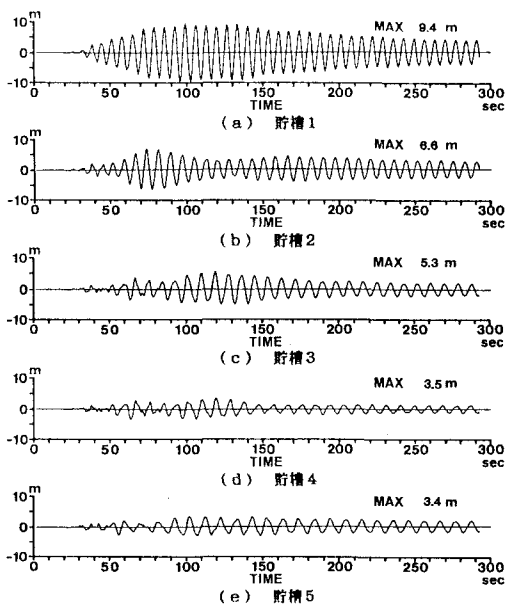 m
10
MAX 9.4 m
0
-10
0 50 100 150 200 250 300
TIME sec
(a) 貯槽1
m
10
MAX 6.6 m
0
-10
0 50 100 150 200 250 300
TIME sec
(b) 貯槽2
m
10
MAX 5.3 m
0
-10
0 50 100 150 200 250 300
TIME sec
(c) 貯槽3
m
10
MAX 3.5 m
0
-10
0 50 100 150 200 250 300
TIME sec
(d) 貯槽4
m
10
MAX 3.4 m
0
-10
0 50 100 150 200 250 300
TIME sec
(e) 貯槽5